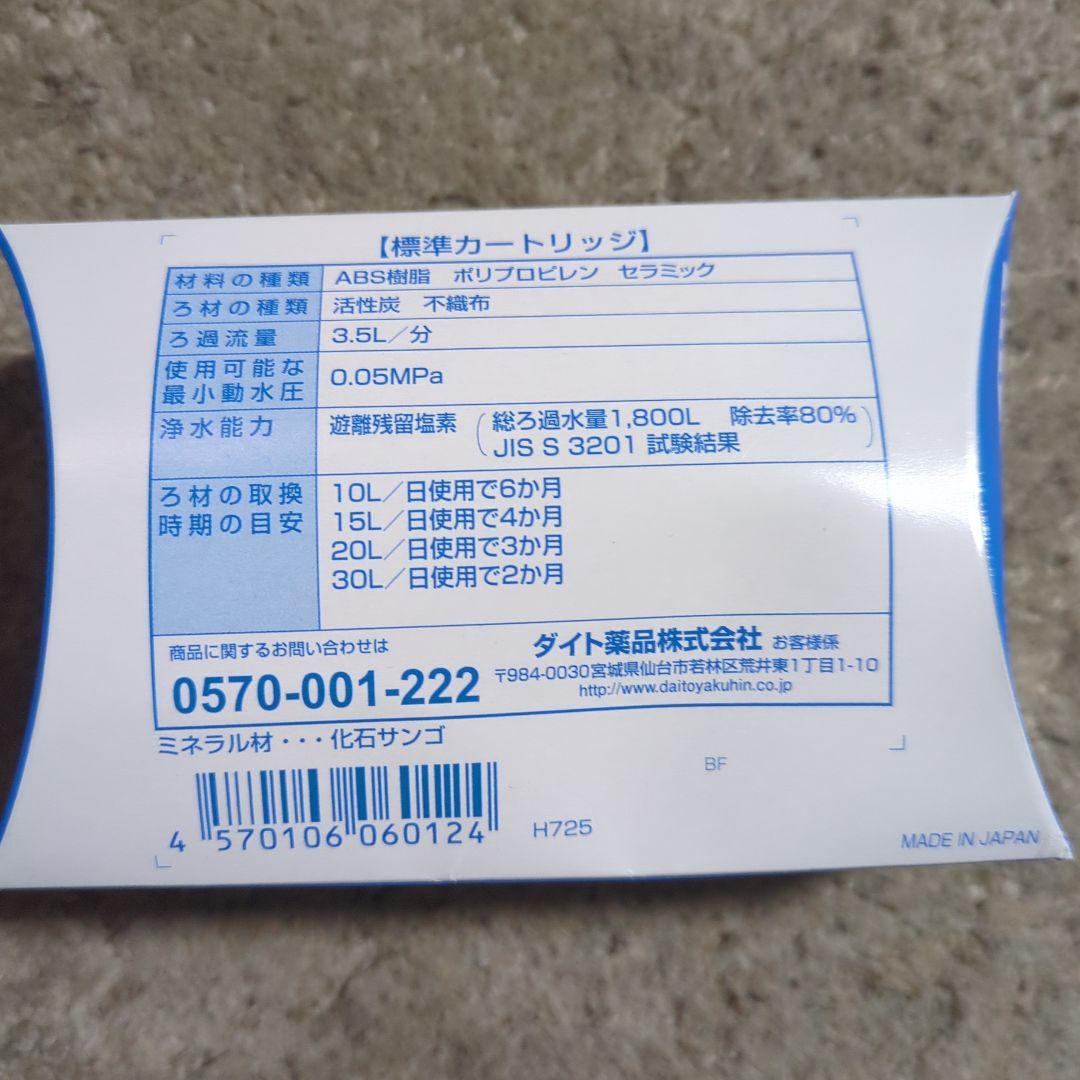 【標準カートリッジ】
材料の種類 ABS樹脂 ポリプロピレン セラミック
ろ材の種類 活性炭 不織布
ろ過流量 3.5L／分
使用可能な
最小動水圧 0.05MPa
浄水能力 遊離残留塩素 (総ろ過水量1,800L 除去率80%
JIS S 3201 試験結果)
ろ材の取換
時期の目安
10L／日使用で6か月
15L／日使用で4か月
20L／日使用で3か月
30L／日使用で2か月
商品に関するお問い合わせは
0570-001-222
ダイト薬品株式会社 お客様係
〒984-0030宮城県仙台市若林区荒井東1丁目1-10
http://www.daitoyakuhin.co.jp
ミネラル材・・・化石サンゴ
BF
4 570106 060124
H725
MADE IN JAPAN